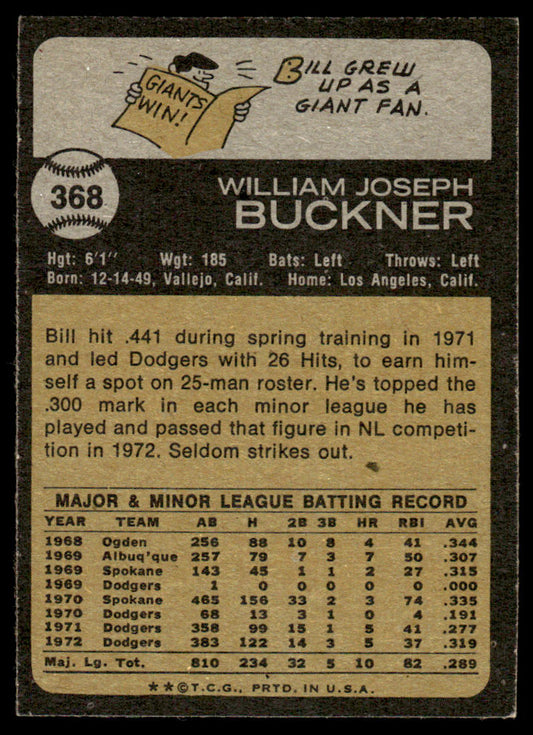 GIANTS
WIN!
BILL GREW
UP AS A
GIANT FAN.
368
WILLIAM JOSEPH
BUCKNER
Hgt: 6'1" Wgt: 185 Bats: Left Throws: Left
Born: 12-14-49, Vallejo, Calif. Home: Los Angeles, Calif.
Bill hit .441 during spring training in 1971
and led Dodgers with 26 Hits, to earn him-
self a spot on 25-man roster. He's topped the
.300 mark in each minor league he has
played and passed that figure in NL competi-
tion in 1972. Seldom strikes out.
MAJOR & MINOR LEAGUE BATTING RECORD
YEAR TEAM AB H 2B 3B HR RBI AVG
1968 Ogden 256 88 10 8 4 41 .344
1969 Albuq'que 257 79 7 3 7 50 .307
1969 Spokane 143 45 1 1 2 27 .315
1969 Dodgers 1 0 0 0 0 0 .000
1970 Spokane 465 156 33 2 3 74 .335
1970 Dodgers 68 13 3 1 0 4 .191
1971 Dodgers 358 99 15 1 5 41 .277
1972 Dodgers 383 122 14 3 5 37 .319
Maj. Lg. Tot. 810 234 32 5 10 82 .289
**©T.C.G., PRTD. IN U.S.A.